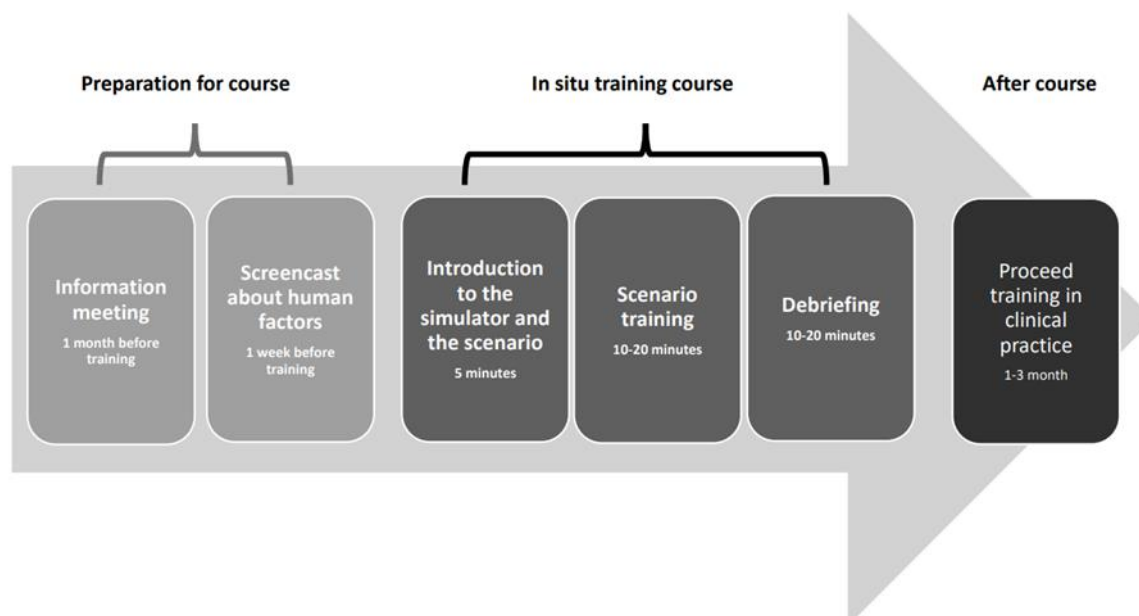 Preparation for course
In situ training course
After course
Information
meeting
1 month before
training
Screencast
about human
factors
1 week before
training
Introduction
to the
simulator and
the scenario
5 minutes
Scenario
training
10-20 minutes
Debriefing
10-20 minutes
Proceed
training in
clinical
practice
1-3 month